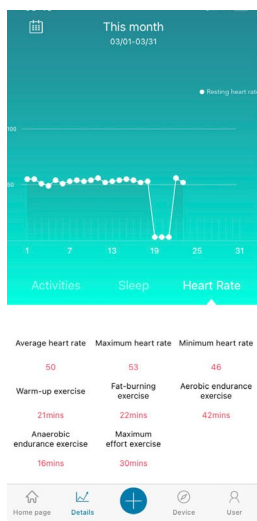 This month
03/01-03/31
Resting heart rate
100
50
1 7 13 19 25 31
Activities Sleep Heart Rate
Average heart rate Maximum heart rate Minimum heart rate
50 53 46
Warm-up exercise Fat-burning exercise Aerobic endurance exercise
21mins 22mins 42mins
Anaerobic endurance exercise Maximum effort exercise
16mins 30mins
Home page Details Device User